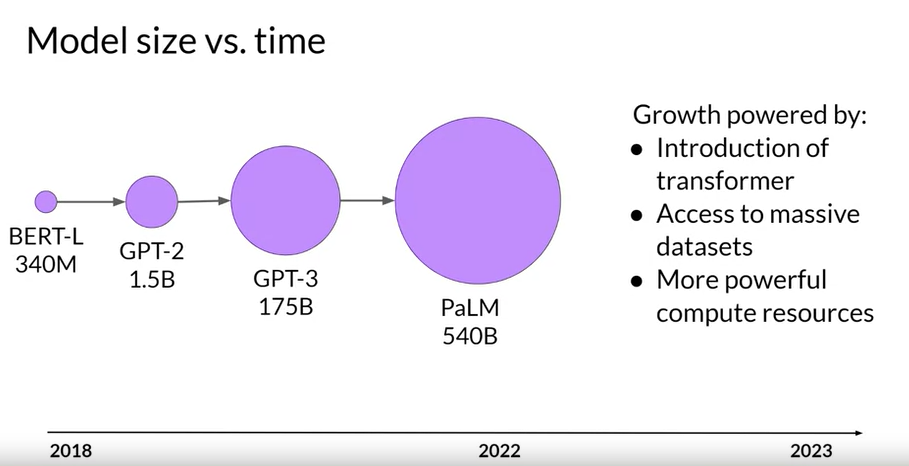 Model size vs. time
BERT-L
340M
GPT-2
1.5B
GPT-3
175B
PaLM
540B
Growth powered by:
● Introduction of
transformer
● Access to massive
datasets
● More powerful
compute resources
2018
2022
2023